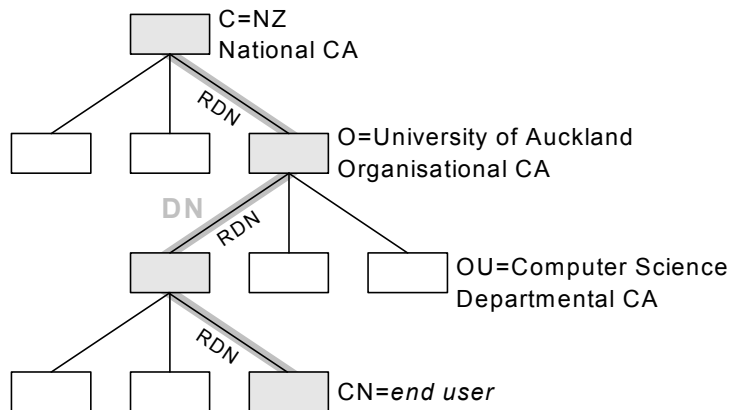 C=NZ
National CA
RDN
O=University of Auckland
Organisational CA
DN
RDN
OU=Computer Science
Departmental CA
RDN
CN=end user